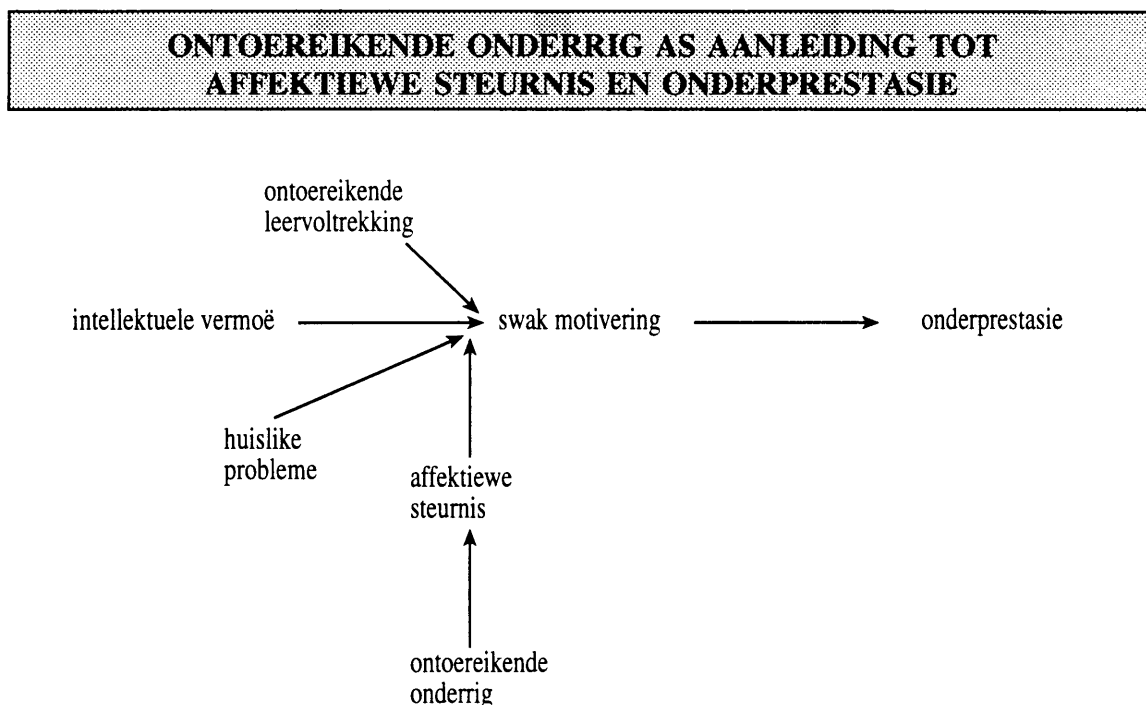 ONTOEREIKENDE ONDERRIG AS AANLEIDING TOT
AFFEKTIEWE STEURNIS EN ONDERPRESTASIE
ontoereikende
leervoltrekking
intellektuele vermoë
swak motivering
onderprestasie
huislike
probleme
affektiewe
steurnis
ontoereikende
onderrig